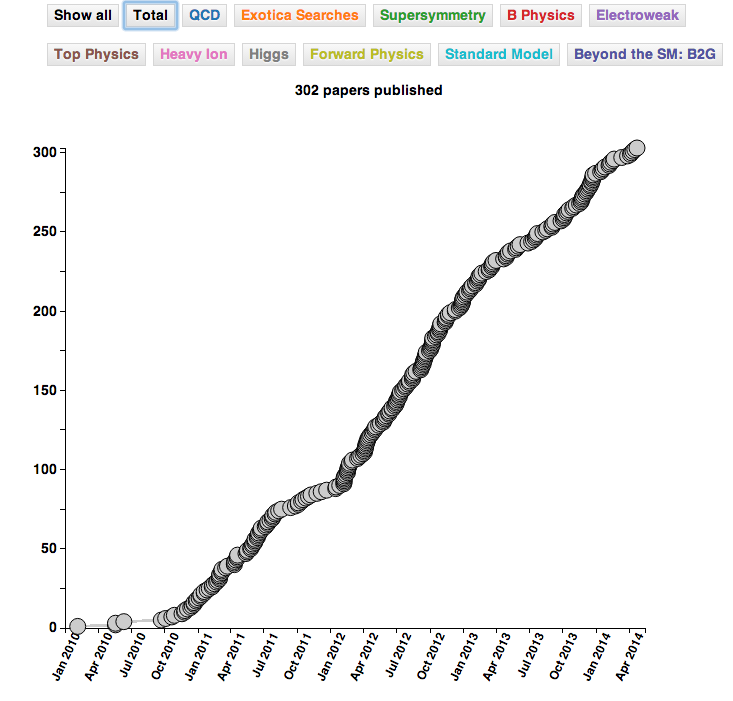 Show all Total QCD Exotica Searches Supersymmetry B Physics Electroweak
Top Physics Heavy Ion Higgs Forward Physics Standard Model Beyond the SM: B2G
302 papers published
300
250
200
150
100
50
0
Jan 2010 Apr 2010 Jul 2010 Oct 2010 Jan 2011 Apr 2011 Jul 2011 Oct 2011 Jan 2012 Apr 2012 Jul 2012 Oct 2012 Jan 2013 Apr 2013 Jul 2013 Oct 2013 Jan 2014 Apr 2014